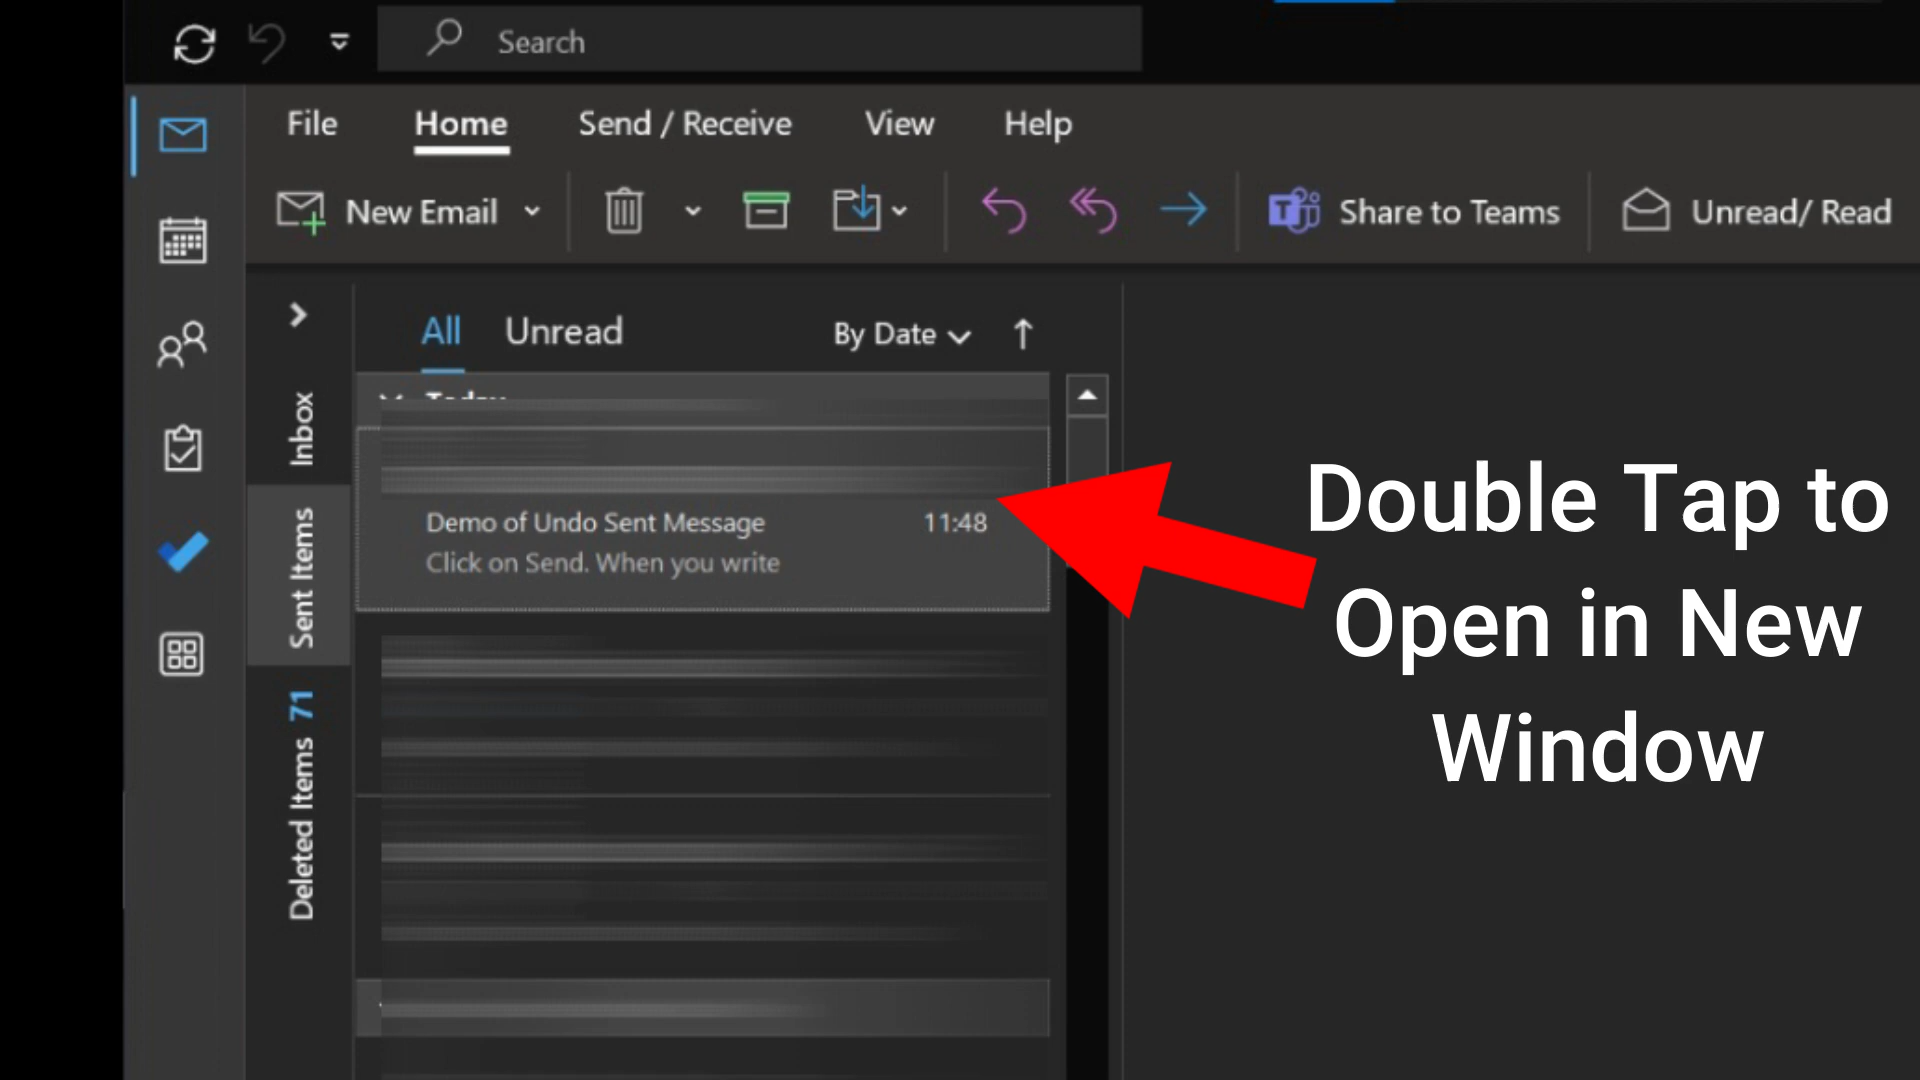 Search
File Home Send / Receive View Help
New Email Share to Teams Unread/ Read
All Unread By Date
Today
Inbox
Sent Items
Deleted Items 71
Demo of Undo Sent Message 11:48
Click on Send. When you write
Double Tap to
Open in New
Window